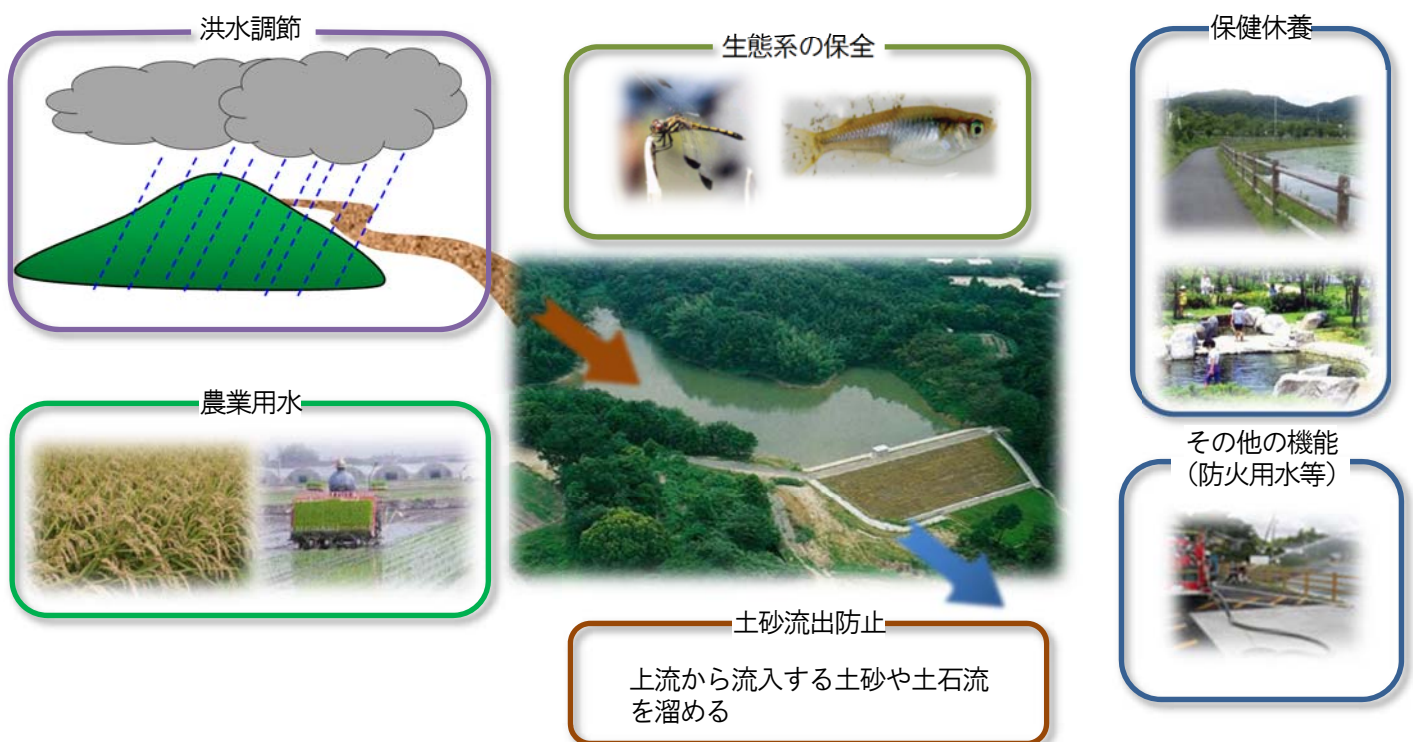 洪水調節
生態系の保全
保健休養
農業用水
その他の機能
（防火用水等）
土砂流出防止
上流から流入する土砂や土石流
を溜める